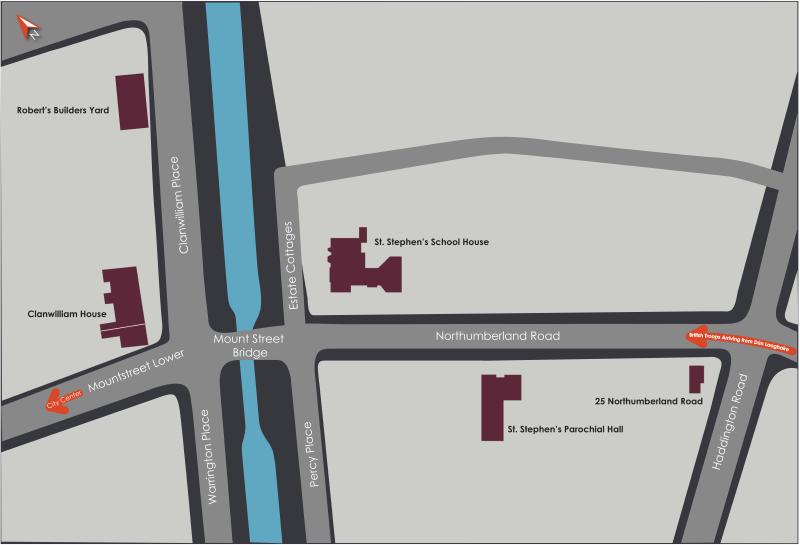 N
Robert's Builders Yard
Clanwilliam Place
Estate Cottages
St. Stephen's School House
Clanwilliam House
Mount Street
Bridge
Northumberland Road
British Troops Arriving from Dún Laoghaire
Mountstreet Lower
City Center
25 Northumberland Road
Haddington Road
St. Stephen's Parochial Hall
Warrington Place
Percy Place